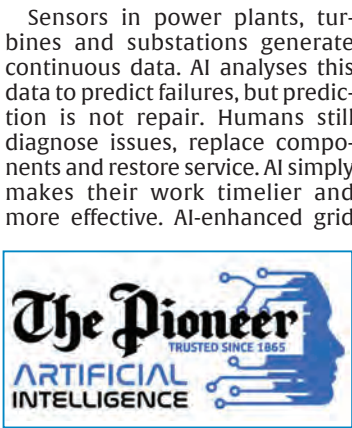 Sensors in power plants, tur-
bines and substations generate
continuous data. AI analyses this
data to predict failures, but predic-
tion is not repair. Humans still
diagnose issues, replace compo-
nents and restore service. AI simply
makes their work timelier and
more effective. AI-enhanced grid
The Pioneer
TRUSTED SINCE 1865
ARTIFICIAL
INTELLIGENCE